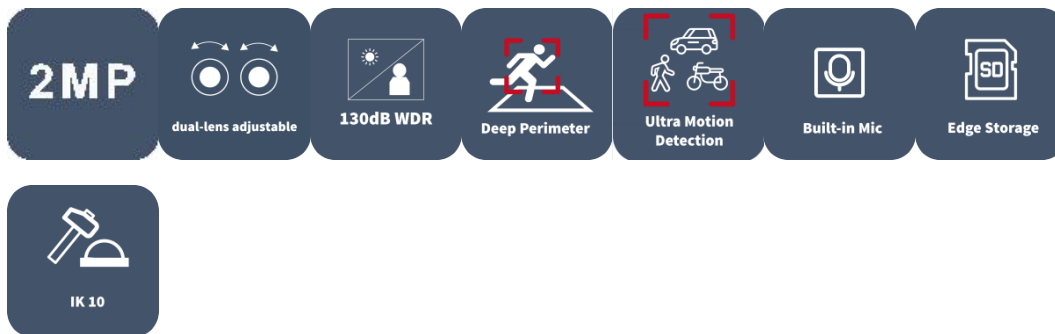 2MP
dual-lens adjustable
130dB WDR
Deep Perimeter
Ultra Motion
Detection
Built-in Mic
SD
Edge Storage
IK 10